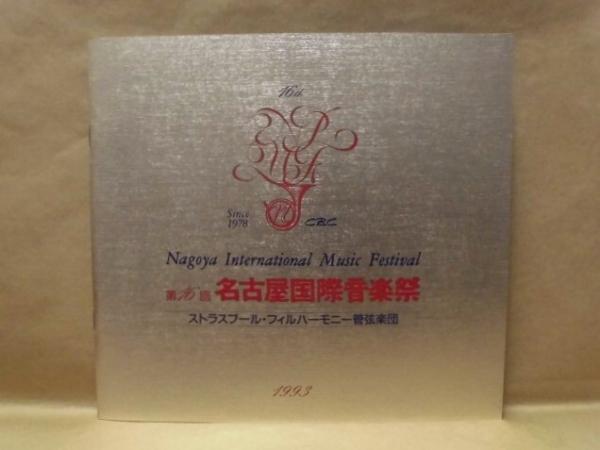 16th
Since
1978
CBC
Nagoya International Music Festival
第16回 名古屋国際音楽祭
ストラスブール・フィルハーモニー管弦楽団
1993